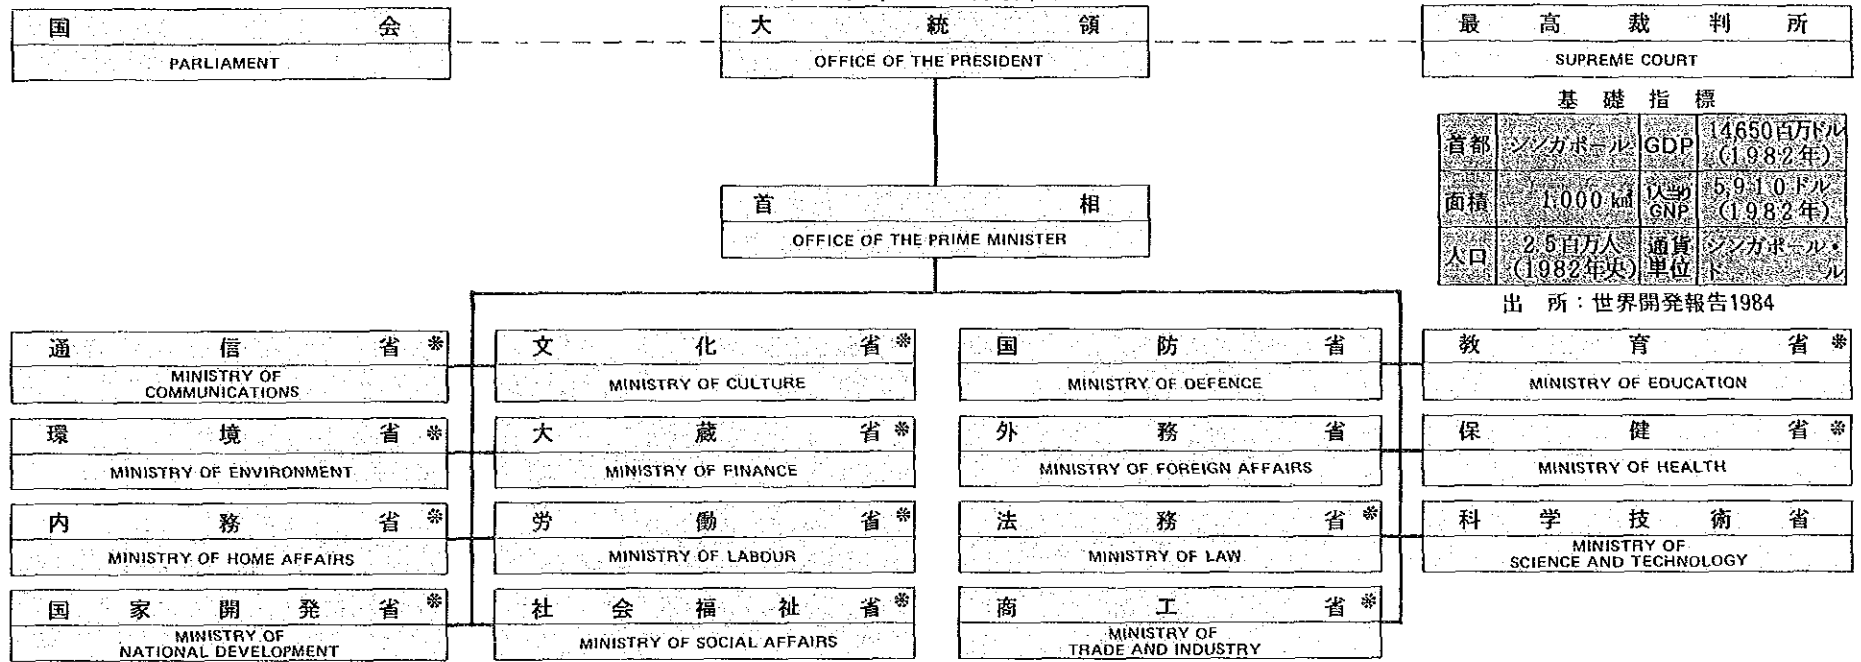 国会
PARLIAMENT
大統領
OFFICE OF THE PRESIDENT
最高裁判所
SUPREME COURT
基礎指標
首都 シンガポール GDP 14,650百万ドル
(1982年)
面積 1,000 km² 1人当り GNP 5,910ドル
(1982年)
人口 2.5百万人
(1982年央) 通貨単位 シンガポール・ドル
出所:世界開発報告1984
首相
OFFICE OF THE PRIME MINISTER
通信省※
MINISTRY OF
COMMUNICATIONS
文化省※
MINISTRY OF CULTURE
国防省
MINISTRY OF DEFENCE
教育省※
MINISTRY OF EDUCATION
環境省※
MINISTRY OF ENVIRONMENT
大蔵省※
MINISTRY OF FINANCE
外務省
MINISTRY OF FOREIGN AFFAIRS
保健省※
MINISTRY OF HEALTH
内務省※
MINISTRY OF HOME AFFAIRS
労働省※
MINISTRY OF LABOUR
法務省※
MINISTRY OF LAW
科学技術省
MINISTRY OF
SCIENCE AND TECHNOLOGY
国家開発省※
MINISTRY OF
NATIONAL DEVELOPMENT
社会福祉省※
MINISTRY OF SOCIAL AFFAIRS
商工省※
MINISTRY OF
TRADE AND INDUSTRY